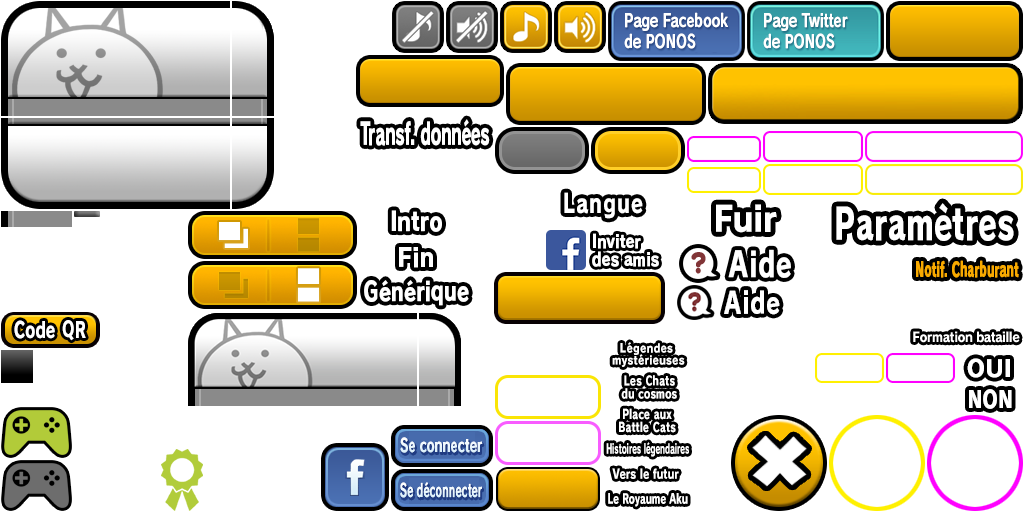 Page Facebook
de PONOS
Page Twitter
de PONOS
Transf. données
Langue
Intro
Fuir
Paramètres
Inviter
des amis
Fin
Aide
Notif. Charburant
Générique
Aide
Code QR
Formation bataille
Légendes
mystérieuses
OUI
Les Chats
du cosmos
NON
Place aux
Battle Cats
Se connecter
Histoires légendaires
Vers le futur
Se déconnecter
Le Royaume Aku